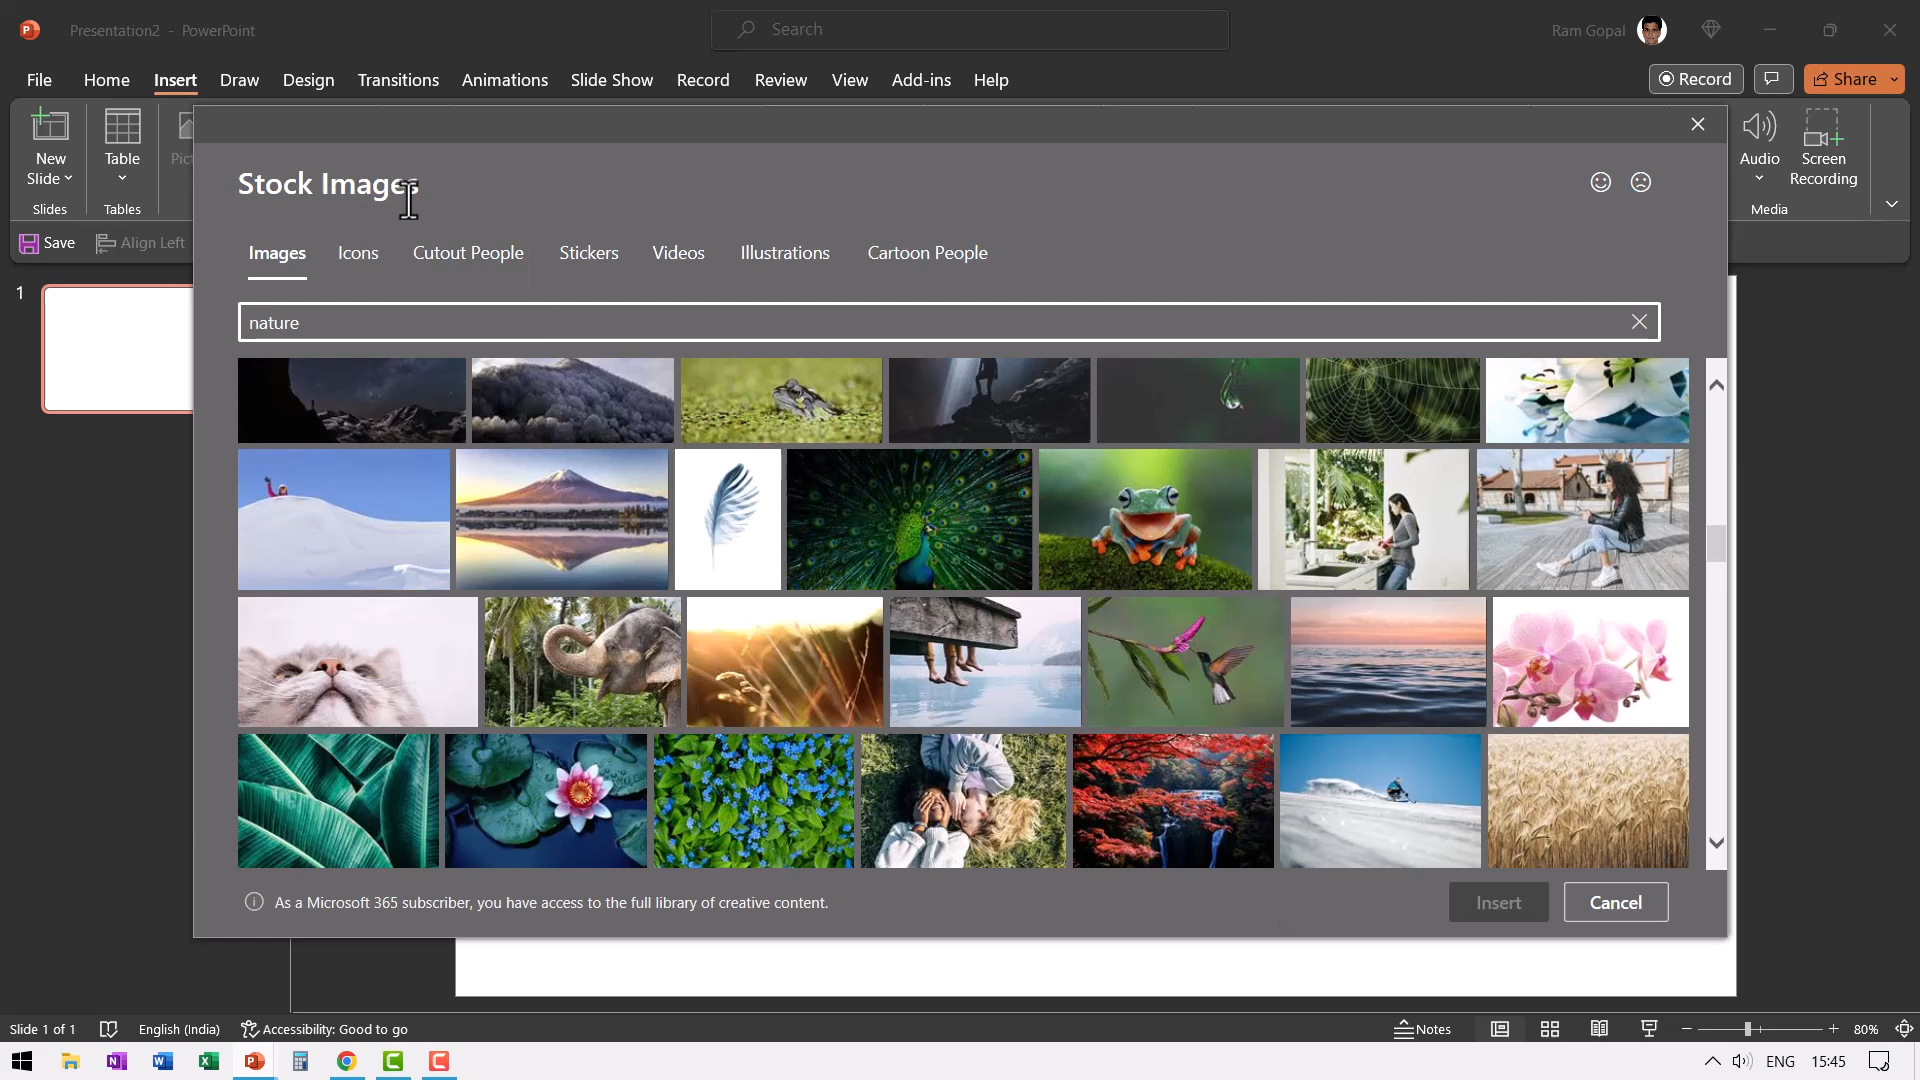 Presentation2 - PowerPoint
Search
Ram Gopal
File Home Insert Draw Design Transitions Animations Slide Show Record Review View Add-ins Help
Record
Share
New Slide
Table
Audio
Screen Recording
Slides
Tables
Media
Save
Align Left
Stock Images
Images Icons Cutout People Stickers Videos Illustrations Cartoon People
nature
1
As a Microsoft 365 subscriber, you have access to the full library of creative content.
Insert
Cancel
Slide 1 of 1
English (India)
Accessibility: Good to go
Notes
80%
ENG
15:45